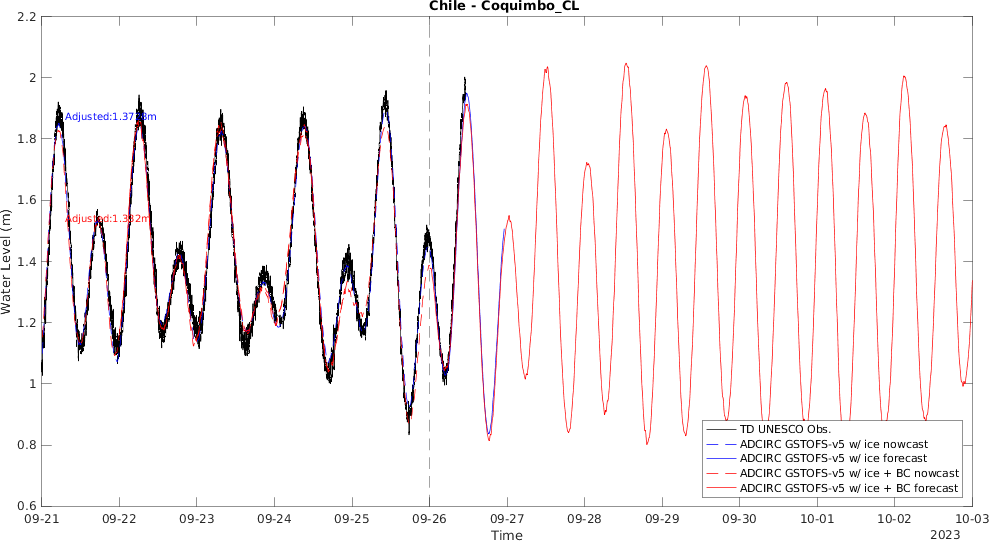 Chile - Coquimbo_CL
2.2
2
1.8
1.6
1.4
1.2
1
0.8
0.6
Water Level (m)
Adjusted:1.3
Adjusted:1.332m
TD UNESCO Obs.
ADCIRC GSTOFS-v5 w/ ice nowcast
ADCIRC GSTOFS-v5 w/ ice forecast
ADCIRC GSTOFS-v5 w/ ice + BC nowcast
ADCIRC GSTOFS-v5 w/ ice + BC forecast
09-21 09-22 09-23 09-24 09-25 09-26 09-27 09-28 09-29 09-30 10-01 10-02 10-03
Time
2023